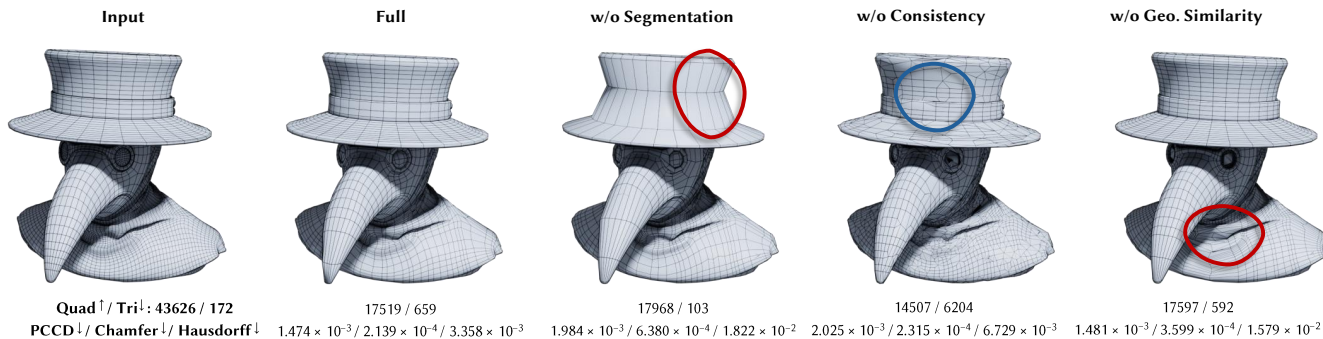 Input Full w/o Segmentation w/o Consistency w/o Geo. Similarity
Quad↑/ Tri↓: 43626 / 172 17519 / 659 17968 / 103 14507 / 6204 17597 / 592
PCCD↓/ Chamfer↓/ Hausdorff↓ 1.474 × 10⁻³ / 2.139 × 10⁻⁴ / 3.358 × 10⁻³ 1.984 × 10⁻³ / 6.380 × 10⁻⁴ / 1.822 × 10⁻² 2.025 × 10⁻³ / 2.315 × 10⁻⁴ / 6.729 × 10⁻³ 1.481 × 10⁻³ / 3.599 × 10⁻⁴ / 1.579 × 10⁻²